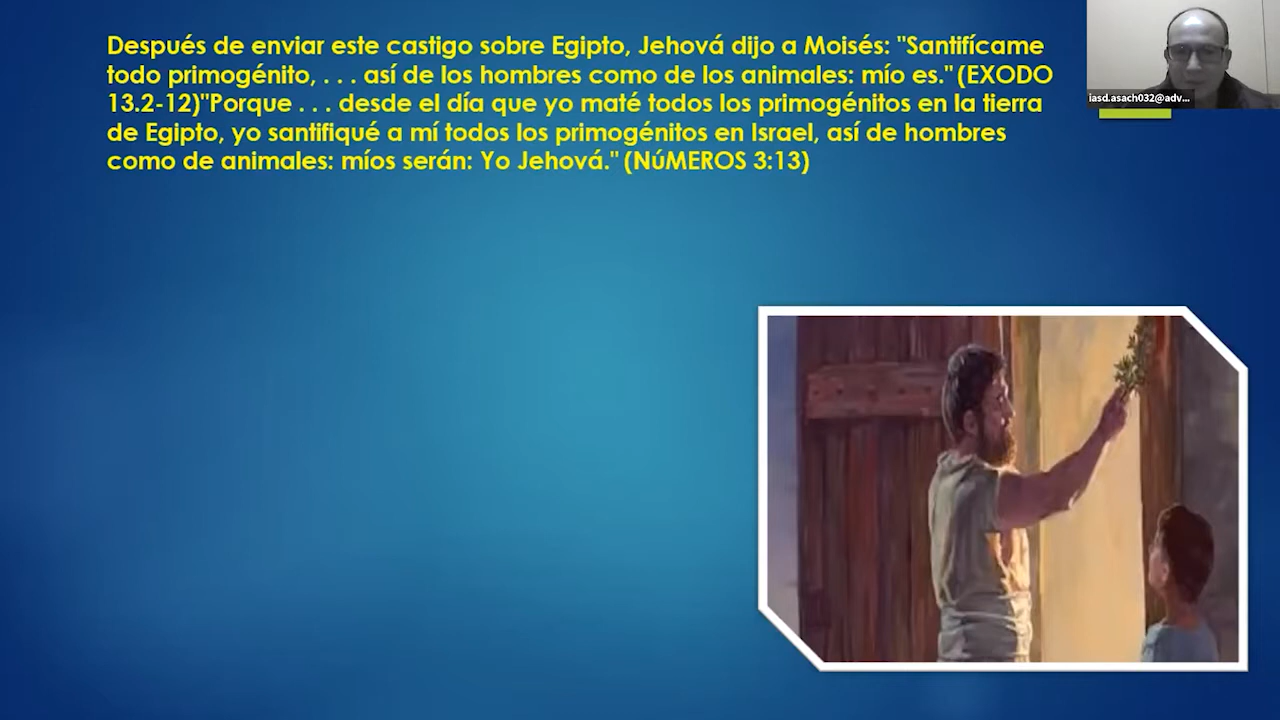 Después de enviar este castigo sobre Egipto, Jehová dijo a Moisés: "Santifícame
todo primogénito, . . . así de los hombres como de los animales: mío es." (EXODO
13.2-12)"Porque . . . desde el día que yo maté todos los primogénitos en la tierra
de Egipto, yo santifiqué a mí todos los primogénitos en Israel, así de hombres
como de animales: míos serán: Yo Jehová." (NúMEROS 3:13)
iasd.asach032@adv...